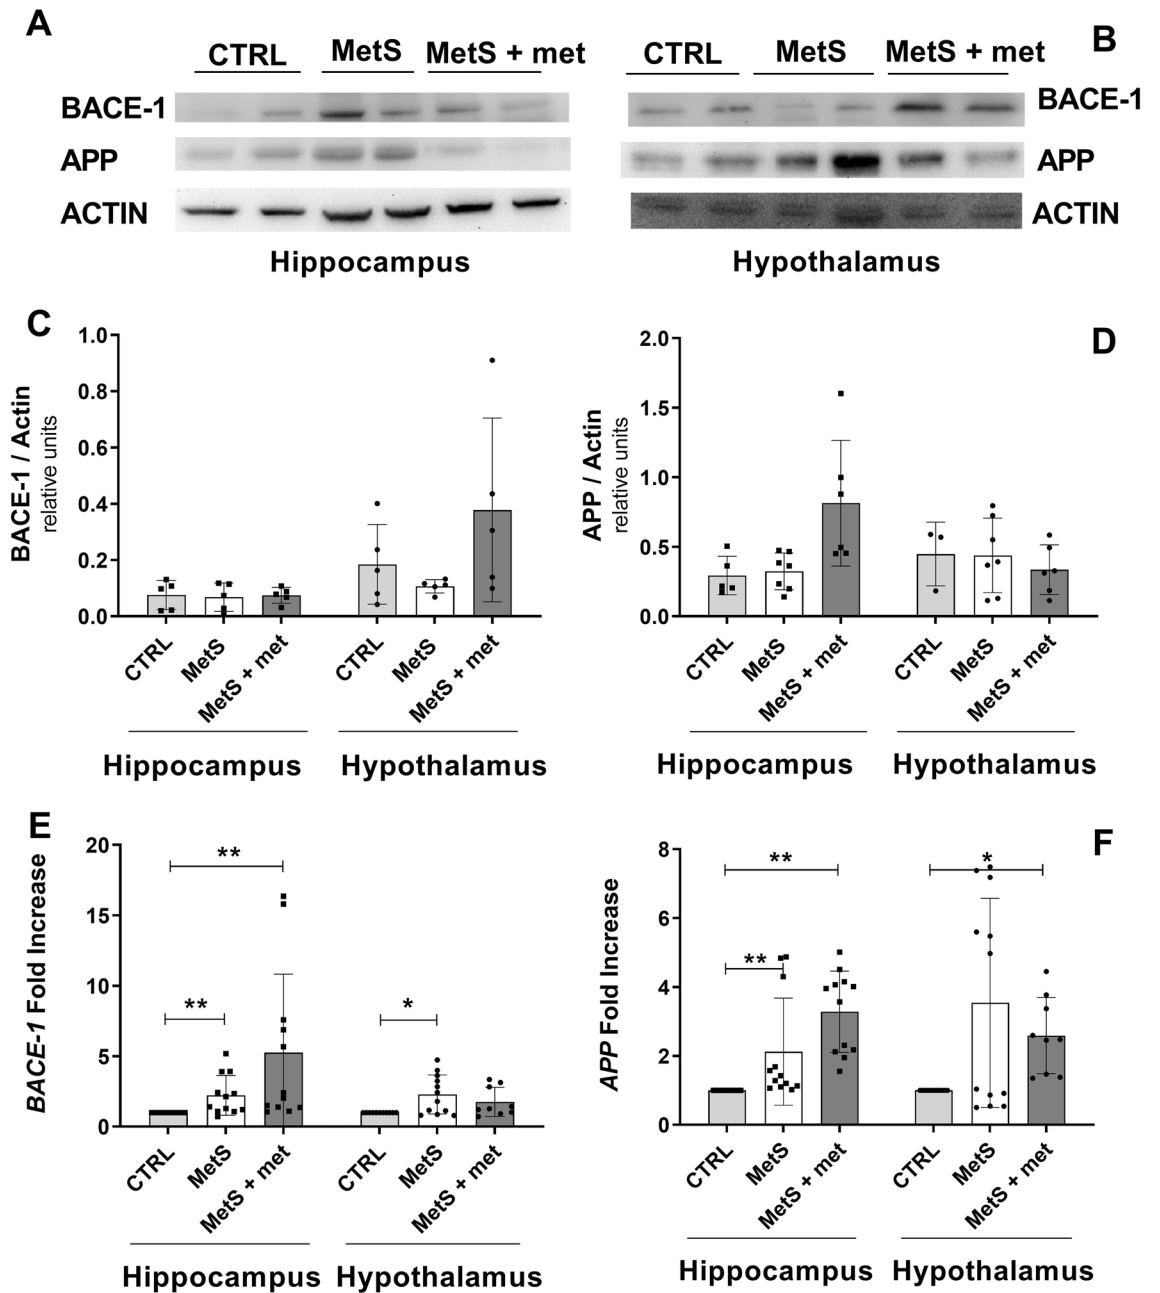 A
CTRL MetS MetS + met
BACE-1
APP
ACTIN
Hippocampus
B
CTRL MetS MetS + met
BACE-1
APP
ACTIN
Hypothalamus
C
BACE-1 / Actin
relative units
1.0
0.8
0.6
0.4
0.2
0.0
CTRL MetS MetS + met CTRL MetS MetS + met
Hippocampus Hypothalamus
D
APP / Actin
relative units
2.0
1.5
1.0
0.5
0.0
CTRL MetS MetS + met CTRL MetS MetS + met
Hippocampus Hypothalamus
E
BACE-1 Fold Increase
20
15
10
5
0
**
**
*
CTRL MetS MetS + met CTRL MetS MetS + met
Hippocampus Hypothalamus
F
APP Fold Increase
8
6
4
2
0
**
**
*
CTRL MetS MetS + met CTRL MetS MetS + met
Hippocampus Hypothalamus